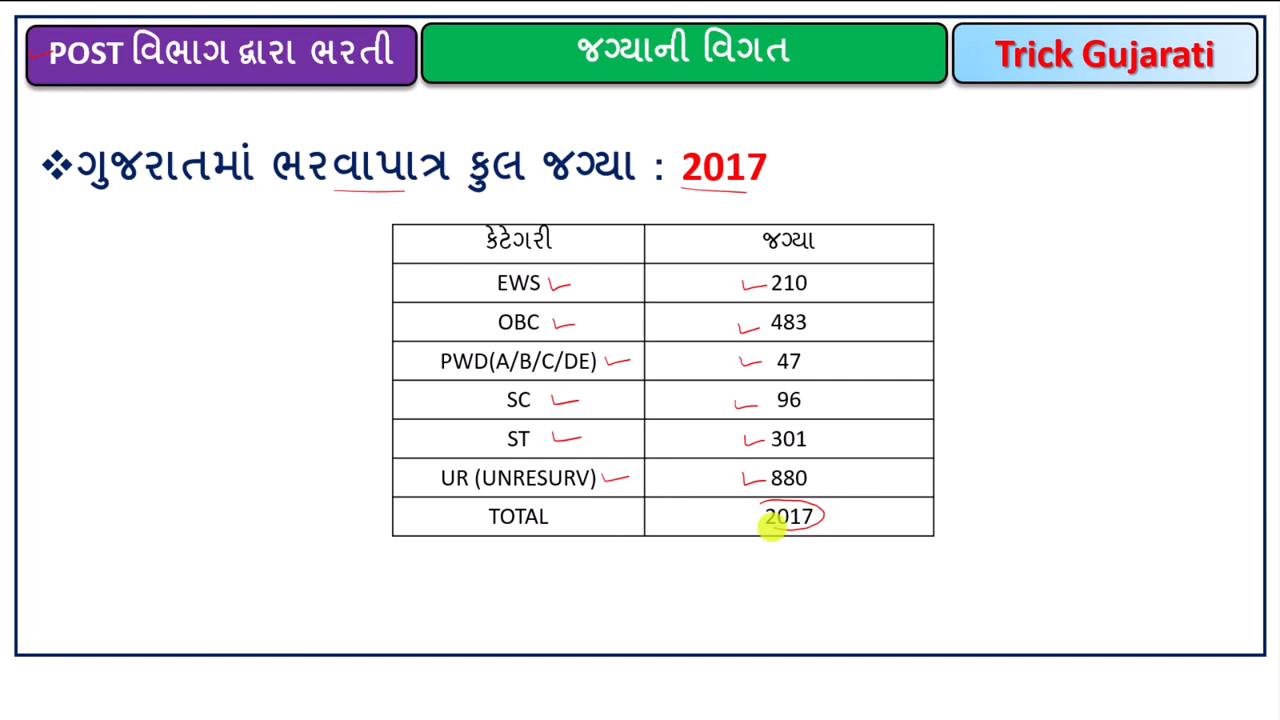 POST વિભાગ દ્વારા ભરતી
જગ્યાની વિગત
Trick Gujarati
❖ગુજરાતમાં ભરવાપાત્ર કુલ જગ્યા : 2017
કેટેગરી જગ્યા
EWS 210
OBC 483
PWD(A/B/C/DE) 47
SC 96
ST 301
UR (UNRESURV) 880
TOTAL 2017